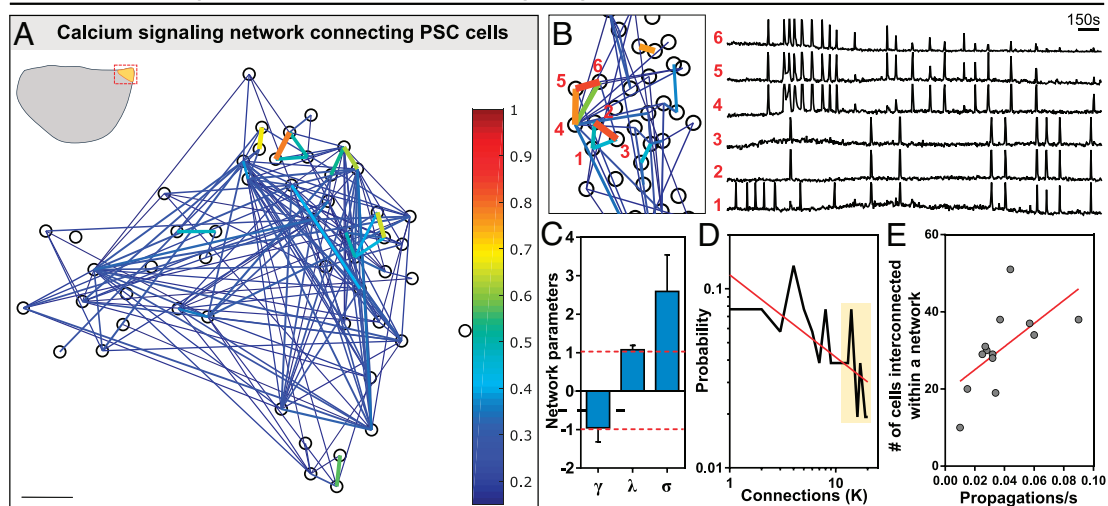 A Calcium signaling network connecting PSC cells
1
0.9
0.8
0.7
0.6
0.5
0.4
0.3
0.2
B
6
5
4
2
1
3
150s
6
5
4
3
2
1
C
Network parameters
4
3
2
1
0
-1
-2
γ λ σ
D
Probability
0.1
0.01
1 10
Connections (K)
E
# of cells interconnected
within a network
60
40
20
0
0.00 0.02 0.04 0.06 0.08 0.10
Propagations/s